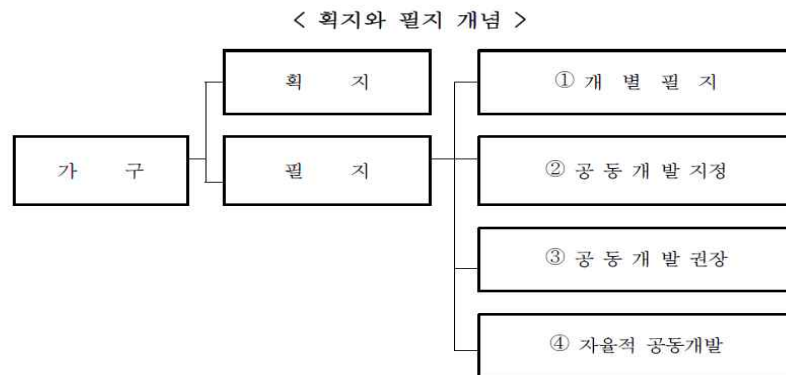 < 획지와 필지 개념 >
획 지
① 개 별 필 지
가 구
필 지
② 공 동 개 발 지정
③ 공 동 개 발 권장
④ 자율적 공동개발